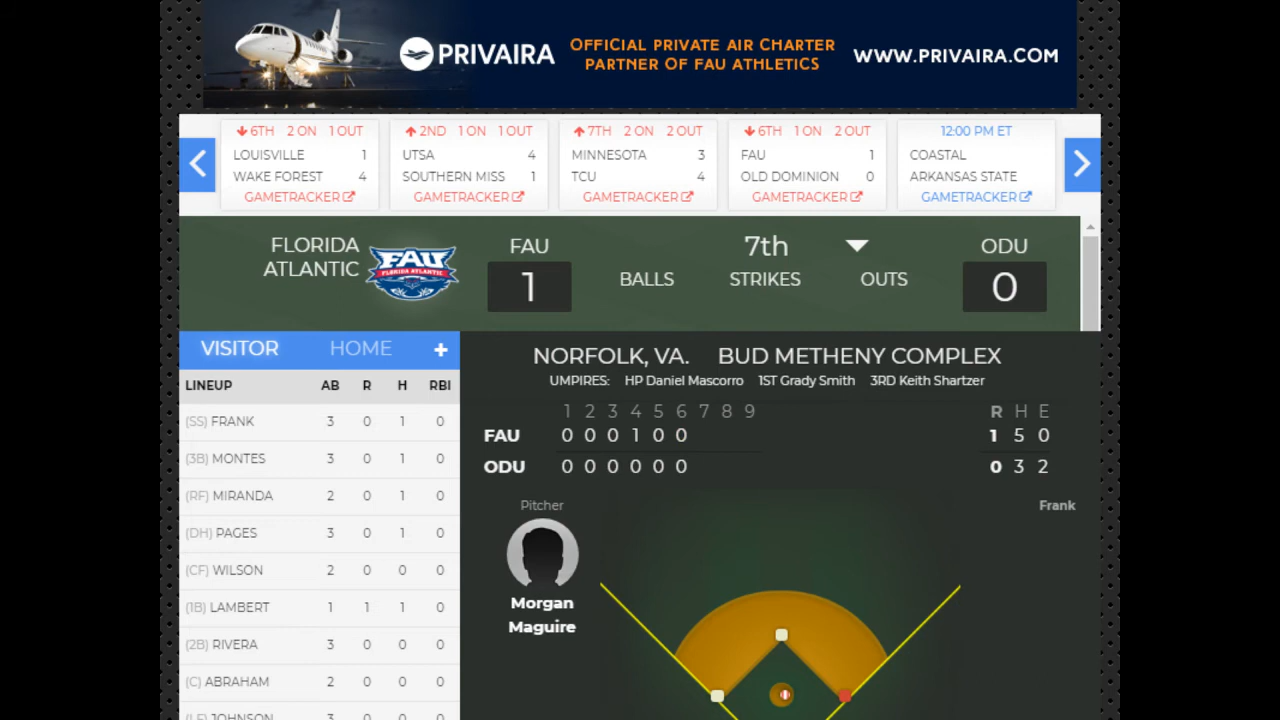 PRIVAIRA
OFFICIAL PRIVATE AIR CHARTER
PARTNER OF FAU ATHLETICS
WWW.PRIVAIRA.COM
6TH 2 ON 1 OUT
LOUISVILLE 1
WAKE FOREST 4
GAMETRACKER
2ND 1 ON 1 OUT
UTSA 4
SOUTHERN MISS 1
GAMETRACKER
7TH 2 ON 2 OUT
MINNESOTA 3
TCU 4
GAMETRACKER
6TH 1 ON 2 OUT
FAU 1
OLD DOMINION 0
GAMETRACKER
12:00 PM ET
COASTAL
ARKANSAS STATE
GAMETRACKER
FLORIDA
ATLANTIC
FAU
FLORIDA ATLANTIC
FAU
1
7th
BALLS STRIKES OUTS
ODU
0
VISITOR HOME +
LINEUP AB R H RBI
(SS) FRANK 3 0 1 0
(3B) MONTES 3 0 1 0
(RF) MIRANDA 2 0 1 0
(DH) PAGES 3 0 1 0
(CF) WILSON 2 0 0 0
(1B) LAMBERT 1 1 1 0
(2B) RIVERA 3 0 0 0
(C) ABRAHAM 2 0 0 0
(LF) JOHNSON 3 0 0 0
NORFOLK, VA. BUD METHENY COMPLEX
UMPIRES: HP Daniel Mascorro 1ST Grady Smith 3RD Keith Shartzer
1 2 3 4 5 6 7 8 9 R H E
FAU 0 0 0 1 0 0 1 5 0
ODU 0 0 0 0 0 0 0 3 2
Pitcher
Morgan
Maguire
Frank